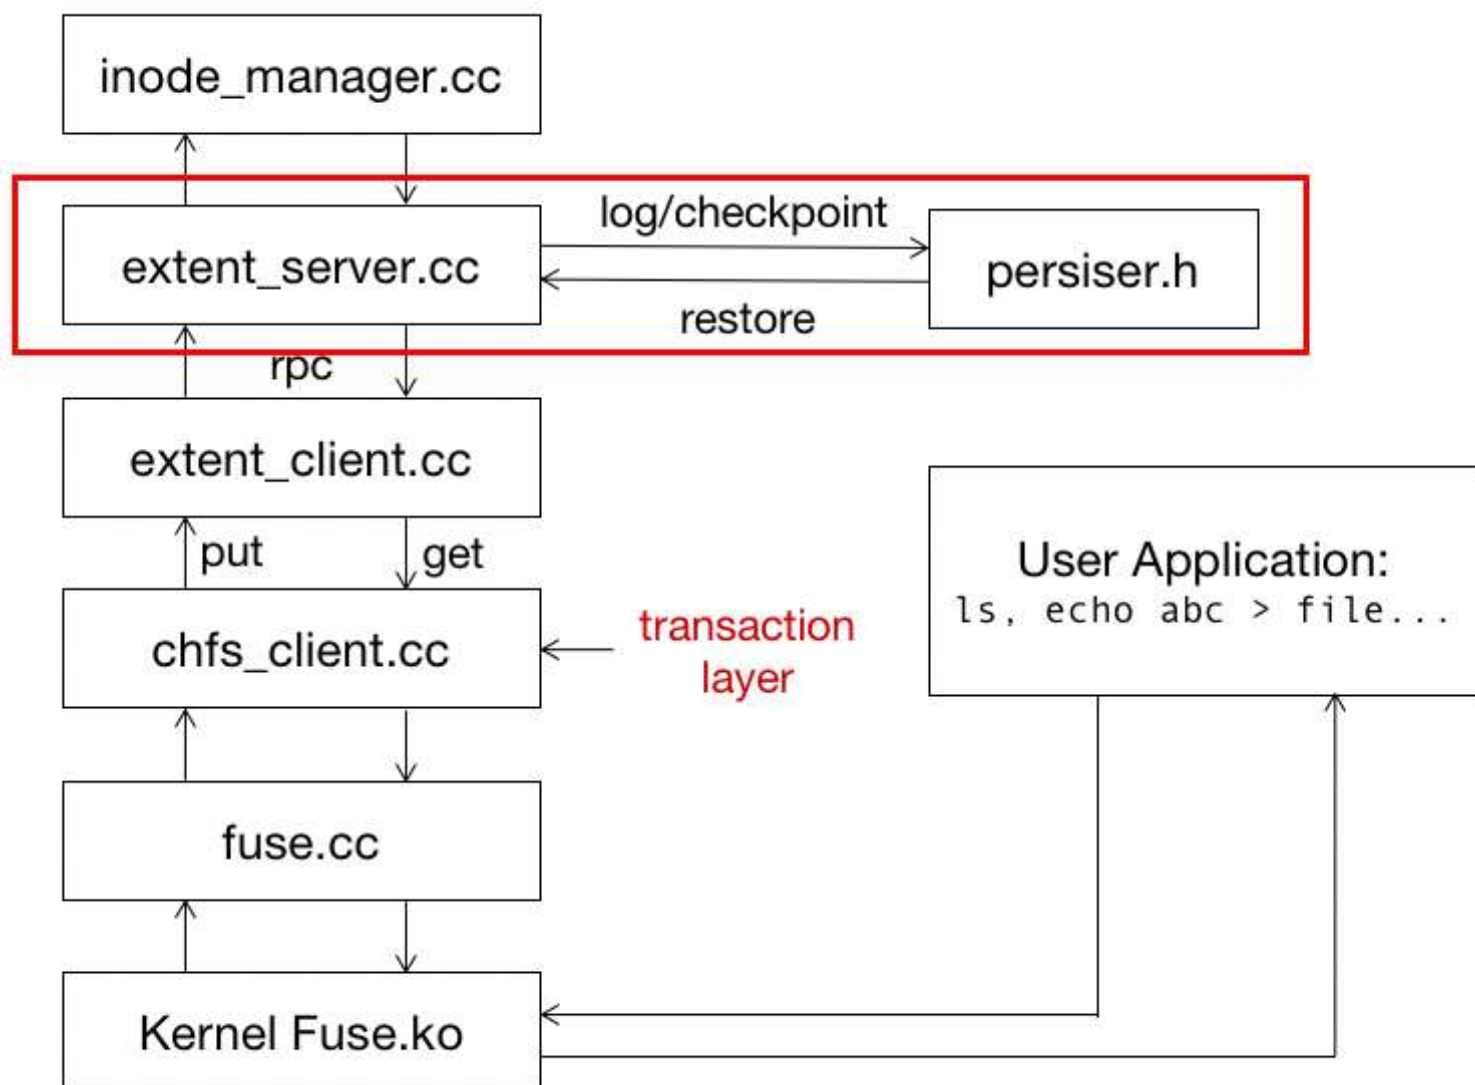 inode_manager.cc
log/checkpoint
extent_server.cc
persiser.h
restore
rpc
extent_client.cc
put
get
User Application:
ls, echo abc > file...
transaction
layer
chfs_client.cc
fuse.cc
Kernel Fuse.ko